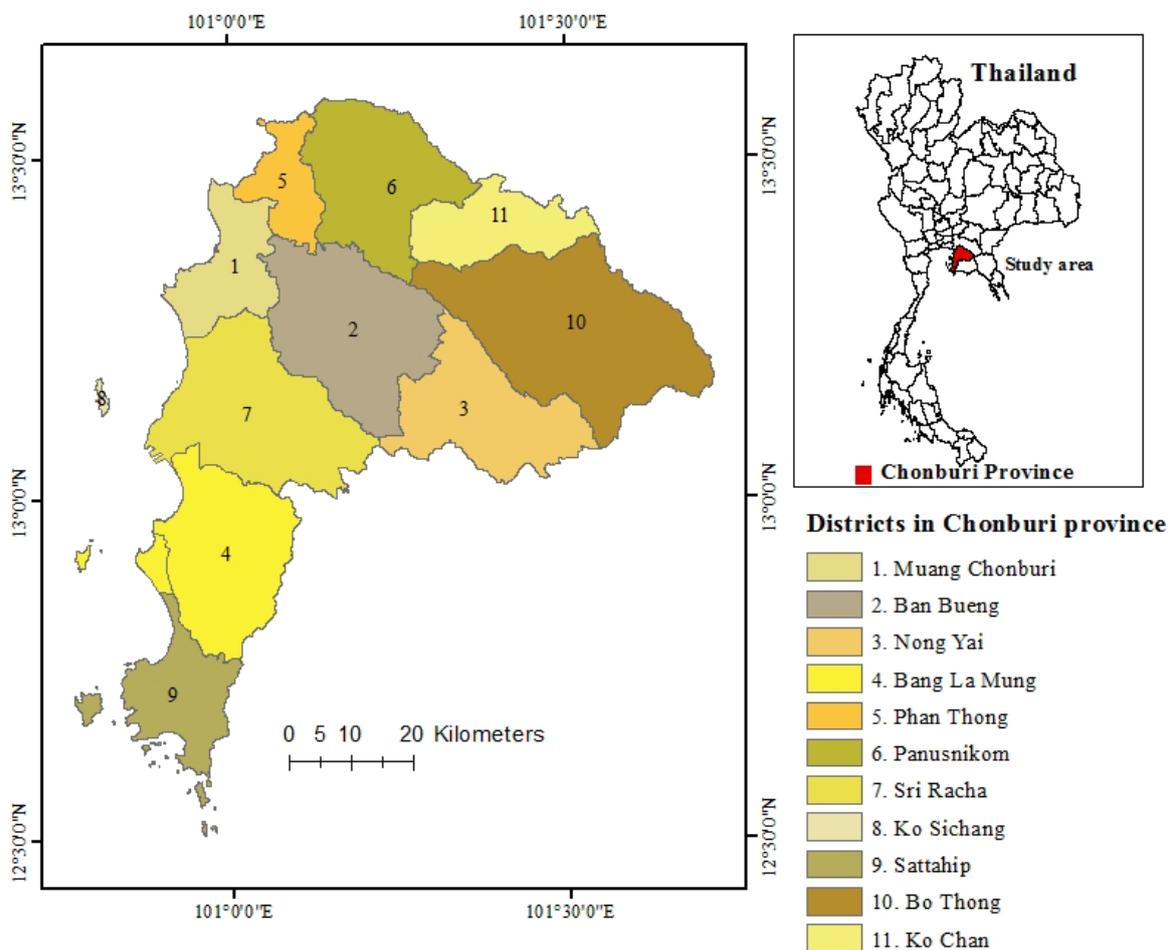 101°0'0"E
101°30'0"E
13°30'0"N
13°30'0"N
5
6
11
1
10
2
8
7
3
13°0'0"N
13°0'0"N
4
9
0 5 10 20 Kilometers
12°30'0"N
12°30'0"N
101°0'0"E
101°30'0"E
Thailand
Study area
Chonburi Province
Districts in Chonburi province
1. Muang Chonburi
2. Ban Bueng
3. Nong Yai
4. Bang La Mung
5. Phan Thong
6. Panusnikom
7. Sri Racha
8. Ko Sichang
9. Sattahip
10. Bo Thong
11. Ko Chan